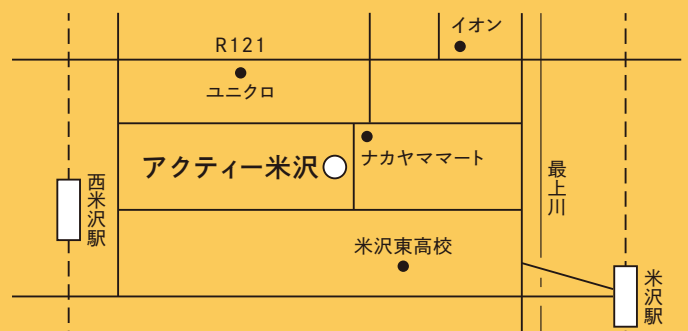 イオン
R121
ユニクロ
ナカヤママート
アクティー米沢
西米沢駅
最上川
米沢東高校
米沢駅